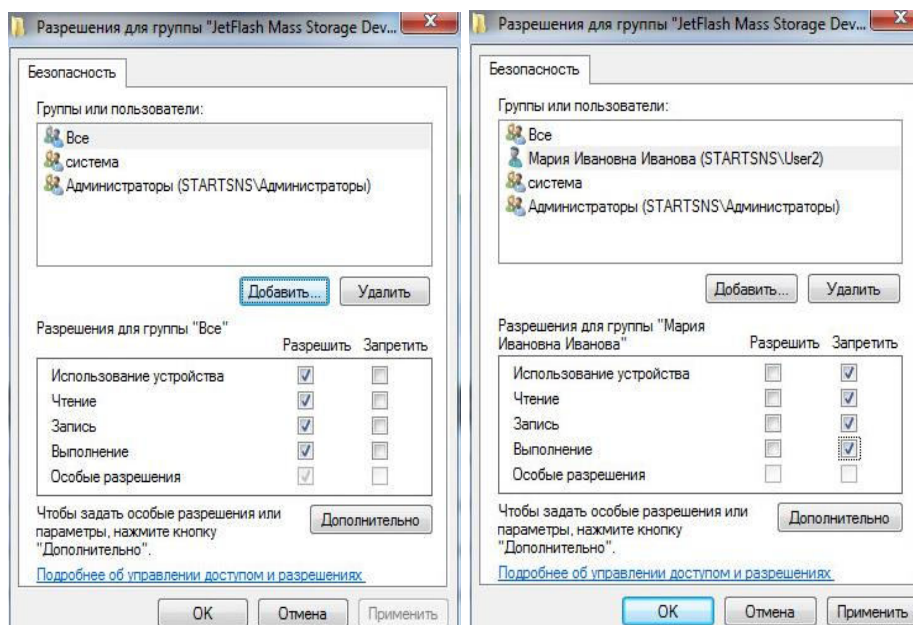 Разрешения для группы "JetFlash Mass Storage Dev...
Безопасность
Группы или пользователи:
Все
система
Администраторы (STARTSNS\Администраторы)
Добавить...
Удалить
Разрешения для группы "Все"
Разрешить Запретить
Использование устройства
Чтение
Запись
Выполнение
Особые разрешения
Чтобы задать особые разрешения или
параметры, нажмите кнопку
"Дополнительно".
Дополнительно
Подробнее об управлении доступом и разрешениях
ОК
Отмена
Применить
Разрешения для группы "JetFlash Mass Storage Dev...
Безопасность
Группы или пользователи:
Все
Мария Ивановна Иванова (STARTSNS\User2)
система
Администраторы (STARTSNS\Администраторы)
Добавить...
Удалить
Разрешения для группы "Мария
Ивановна Иванова"
Разрешить Запретить
Использование устройства
Чтение
Запись
Выполнение
Особые разрешения
Чтобы задать особые разрешения или
параметры, нажмите кнопку
"Дополнительно".
Дополнительно
Подробнее об управлении доступом и разрешениях
ОК
Отмена
Применить